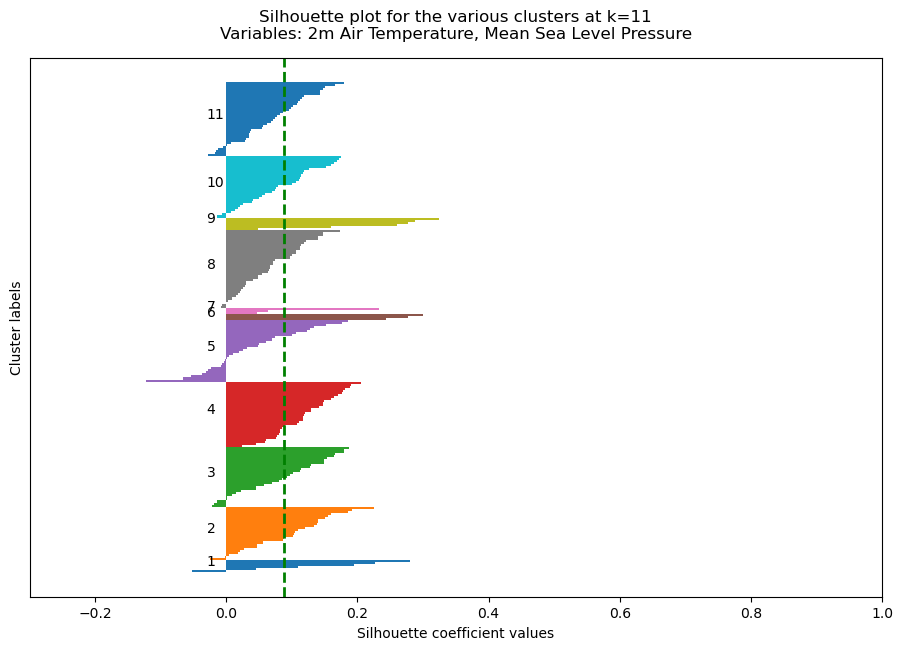 Silhouette plot for the various clusters at k=11
Variables: 2m Air Temperature, Mean Sea Level Pressure
Cluster labels
11
10
9
8
7
6
5
4
3
2
1
−0.2 0.0 0.2 0.4 0.6 0.8 1.0
Silhouette coefficient values